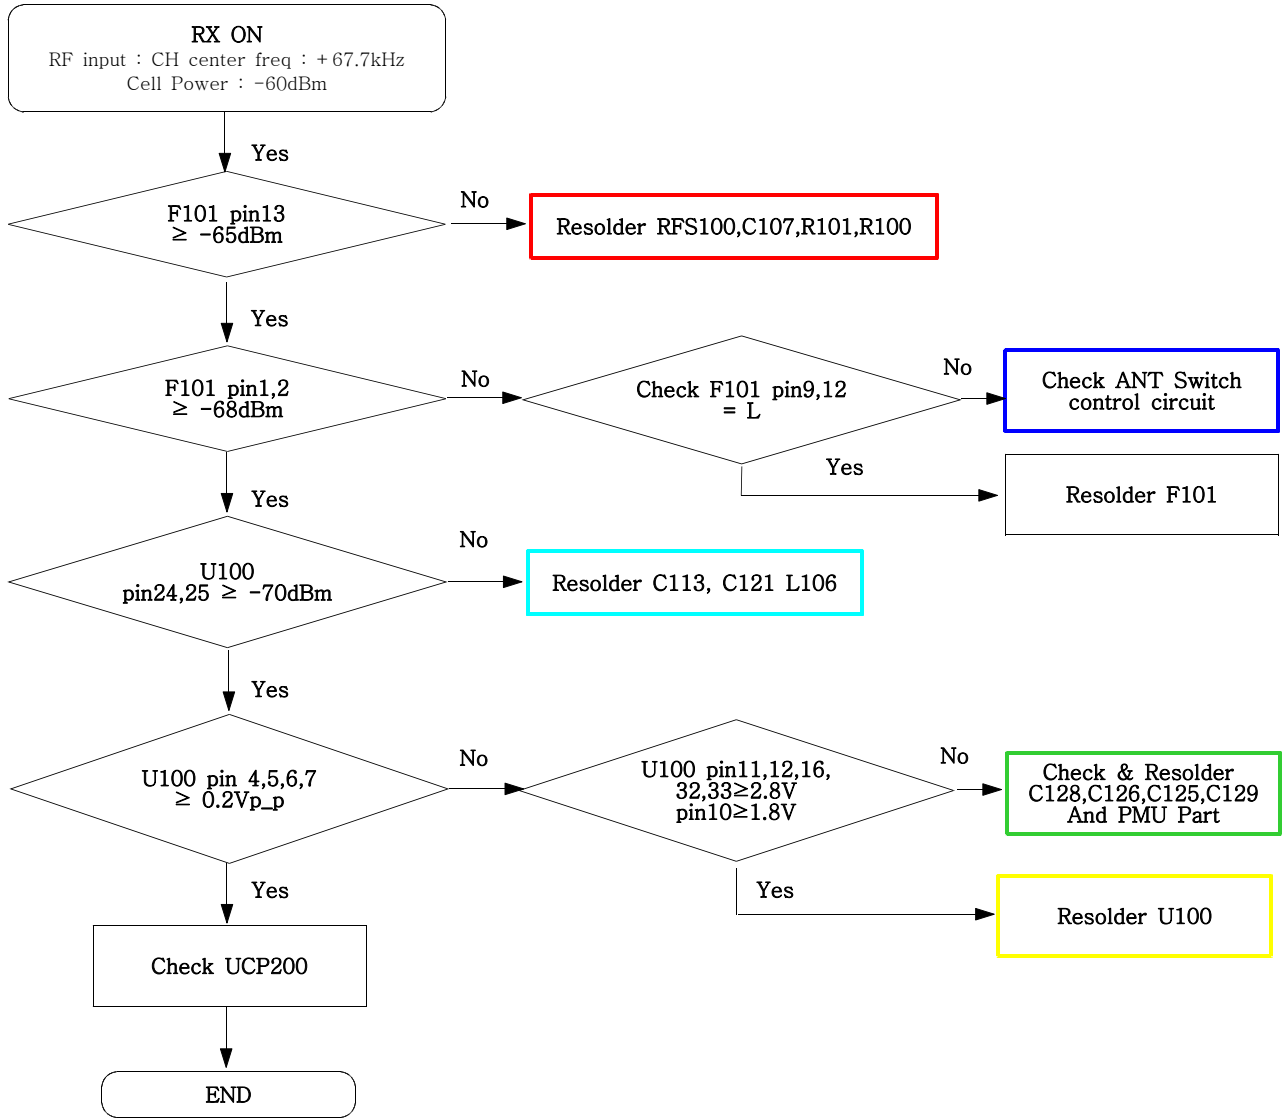 RX ON
RF input : CH center freq : +67.7kHz
Cell Power : -60dBm
Yes
F101 pin13
≥ -65dBm
No
Resolder RFS100,C107,R101,R100
Yes
F101 pin1,2
≥ -68dBm
No
Check F101 pin9,12
= L
No
Check ANT Switch
control circuit
Yes
Resolder F101
Yes
U100
pin24,25 ≥ -70dBm
No
Resolder C113, C121 L106
Yes
U100 pin 4,5,6,7
≥ 0.2Vp_p
No
U100 pin11,12,16,
32,33≥2.8V
pin10≥1.8V
No
Check & Resolder
C128,C126,C125,C129
And PMU Part
Yes
Resolder U100
Yes
Check UCP200
END